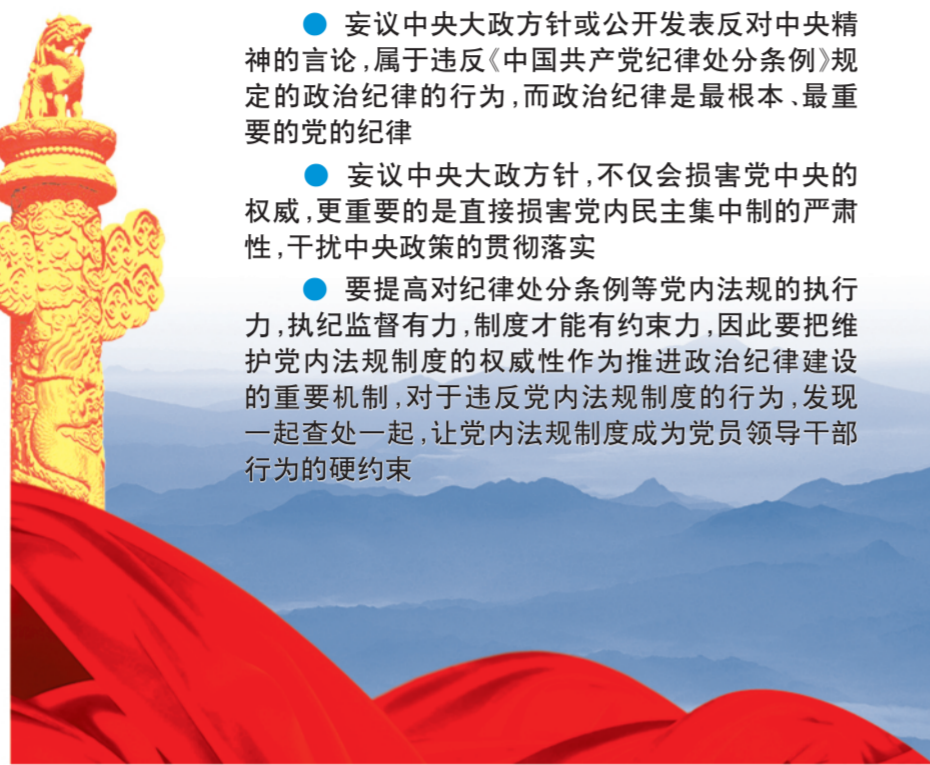 ● 妄议中央大政方针或公开发表反对中央精
神的言论,属于违反《中国共产党纪律处分条例》规
定的政治纪律的行为,而政治纪律是最根本、最重
要的党的纪律
● 妄议中央大政方针,不仅会损害党中央的
权威,更重要的是直接损害党内民主集中制的严肃
性,干扰中央政策的贯彻落实
● 要提高对纪律处分条例等党内法规的执行
力,执纪监督有力,制度才能有约束力,因此要把维
护党内法规制度的权威性作为推进政治纪律建设
的重要机制,对于违反党内法规制度的行为,发现
一起查处一起,让党内法规制度成为党员领导干部
行为的硬约束